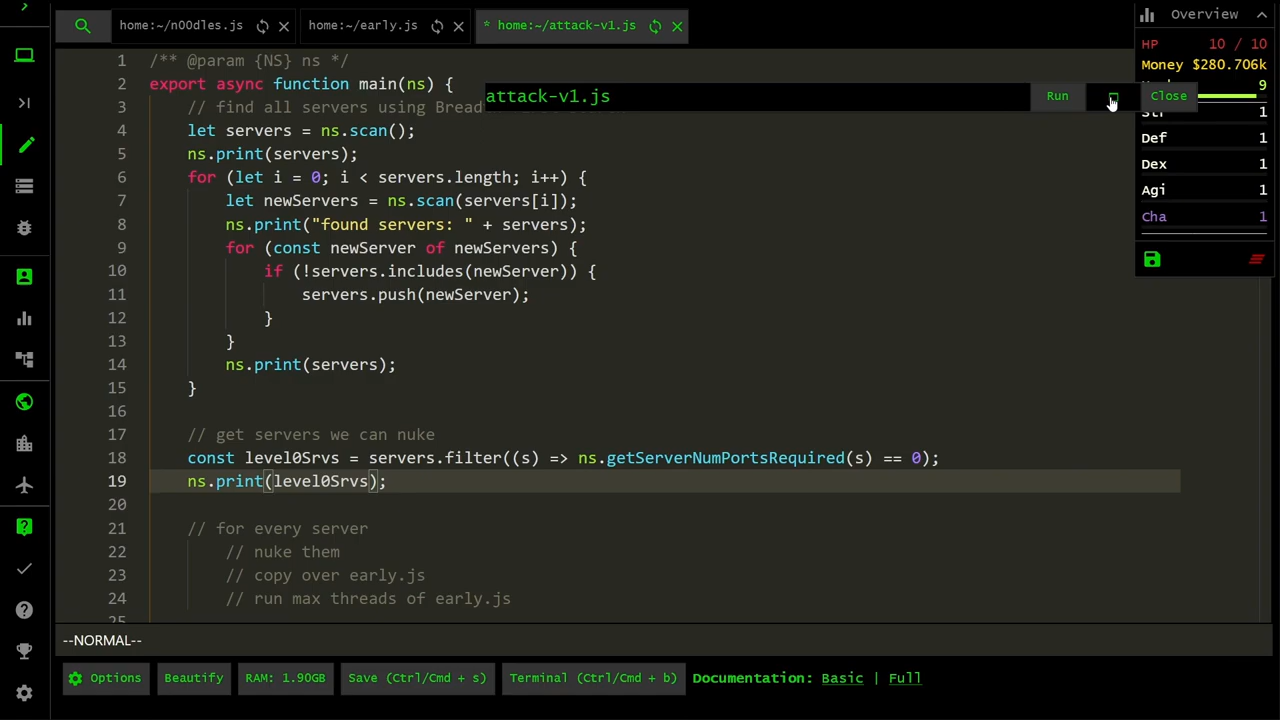 home:~/n00dles.js
home:~/early.js
* home:~/attack-v1.js
Overview
HP 10 / 10
Money $280.706k
9
Str 1
Def 1
Dex 1
Agi 1
Cha 1
attack-v1.js
Run
Close
1 /** @param {NS} ns */
2 export async function main(ns) {
3 // find all servers using Bread
4 let servers = ns.scan();
5 ns.print(servers);
6 for (let i = 0; i < servers.length; i++) {
7 let newServers = ns.scan(servers[i]);
8 ns.print("found servers: " + servers);
9 for (const newServer of newServers) {
10 if (!servers.includes(newServer)) {
11 servers.push(newServer);
12 }
13 }
14 ns.print(servers);
15 }
16
17 // get servers we can nuke
18 const level0Srvs = servers.filter((s) => ns.getServerNumPortsRequired(s) == 0);
19 ns.print(level0Srvs);
20
21 // for every server
22 // nuke them
23 // copy over early.js
24 // run max threads of early.js
25
--NORMAL--
Options
Beautify
RAM: 1.90GB
Save (Ctrl/Cmd + s)
Terminal (Ctrl/Cmd + b)
Documentation: Basic | Full